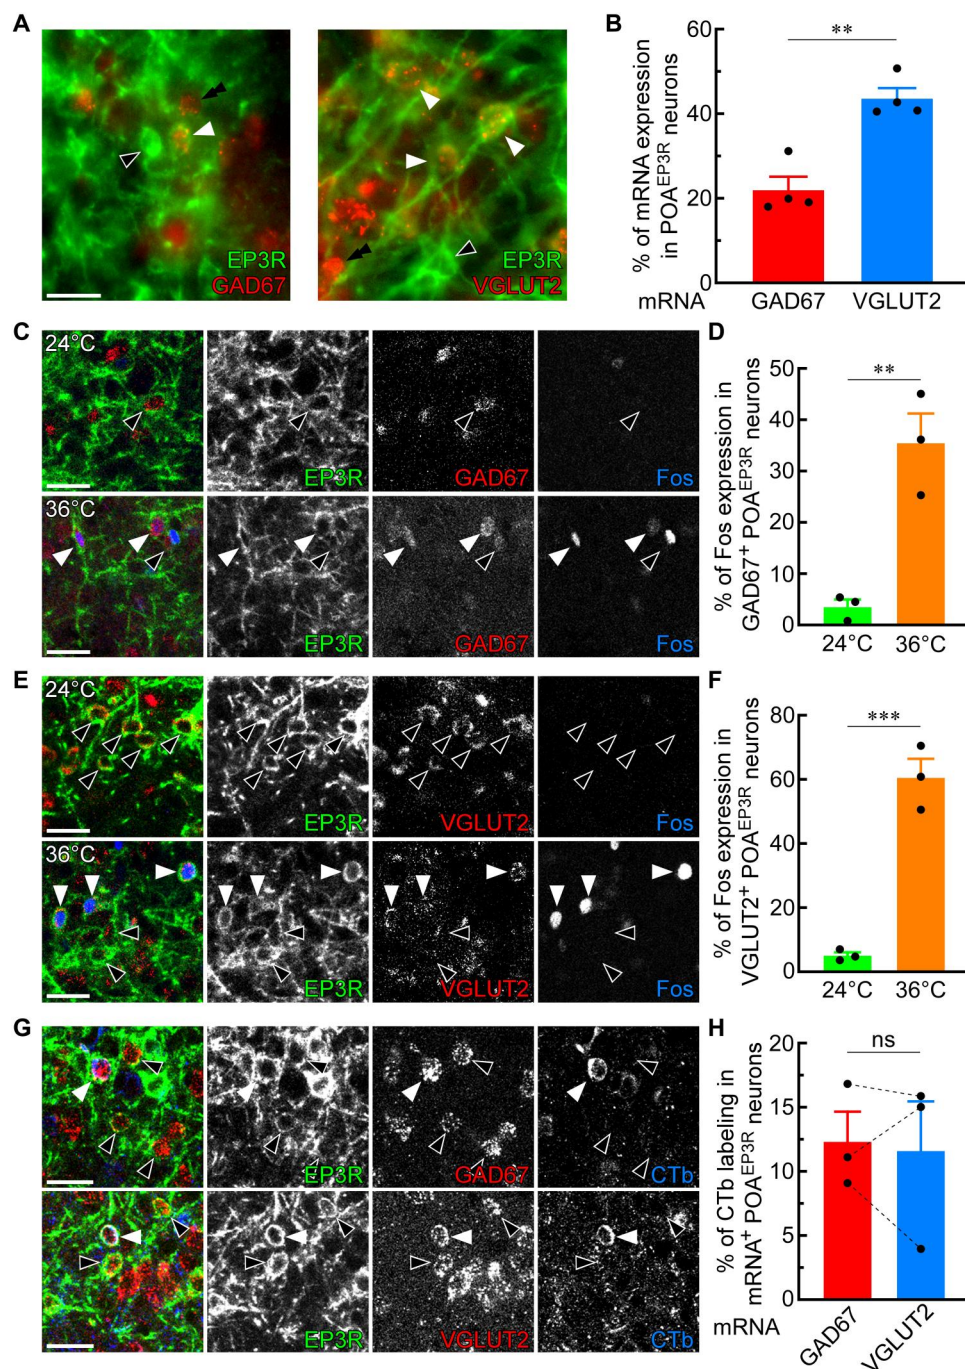 A
EP3R
GAD67
EP3R
VGLUT2
B
% of mRNA expression
in POA^EP3R neurons
60
40
20
0
**
mRNA
GAD67
VGLUT2
C
24°C
EP3R
GAD67
Fos
36°C
EP3R
GAD67
Fos
D
% of Fos expression in
GAD67⁺ POA^EP3R neurons
50
40
30
20
10
0
**
24°C
36°C
E
24°C
EP3R
VGLUT2
Fos
36°C
EP3R
VGLUT2
Fos
F
% of Fos expression in
VGLUT2⁺ POA^EP3R neurons
80
60
40
20
0
***
24°C
36°C
G
EP3R
GAD67
CTb
EP3R
VGLUT2
CTb
H
% of CTb labeling in
mRNA⁺ POA^EP3R neurons
20
15
10
5
0
ns
mRNA
GAD67
VGLUT2